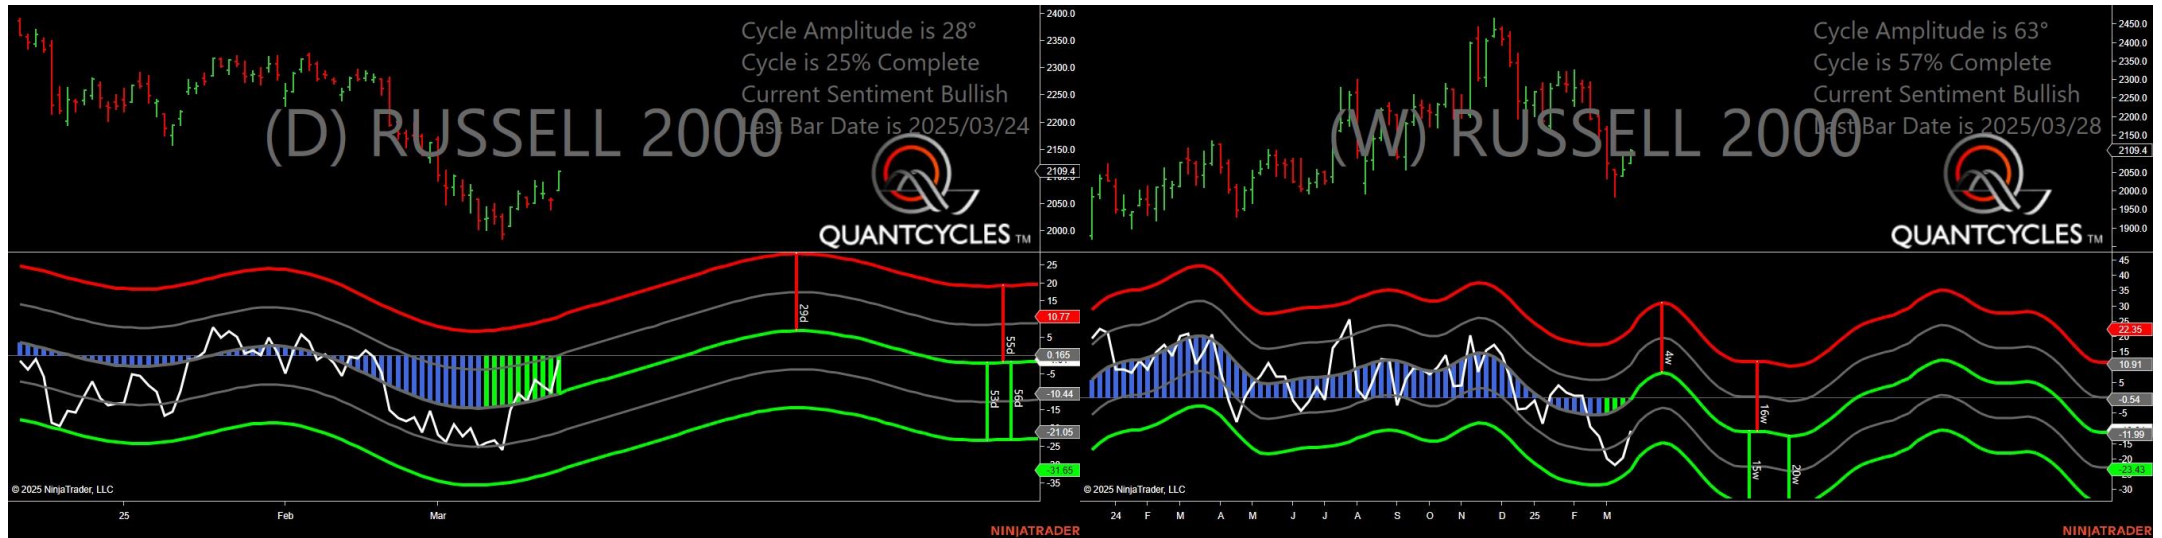 Cycle Amplitude is 28°
Cycle is 25% Complete
Current Sentiment Bullish
Last Bar Date is 2025/03/24
(D) RUSSELL 2000
QUANTCYCLES TM
2400.0
2350.0
2300.0
2250.0
2200.0
2150.0
2109.4
2050.0
2000.0
25
20
15
10.77
5
0.165
-5
-10.44
-15
-21.05
-25
-31.65
-35
29d
55d
53d
56d
© 2025 NinjaTrader, LLC
25
Feb
Mar
NINJATRADER
Cycle Amplitude is 63°
Cycle is 57% Complete
Current Sentiment Bullish
Last Bar Date is 2025/03/28
(W) RUSSELL 2000
QUANTCYCLES TM
2450.0
2400.0
2350.0
2300.0
2250.0
2200.0
2150.0
2109.4
2050.0
2000.0
1950.0
1900.0
45
40
35
30
25
22.35
15
10.91
5
-0.54
-5
-11.99
-15
-20
-23.43
-30
4w
16w
15w
20w
© 2025 NinjaTrader, LLC
24
F
M
A
M
J
J
A
S
O
N
D
25
F
M
NINJATRADER